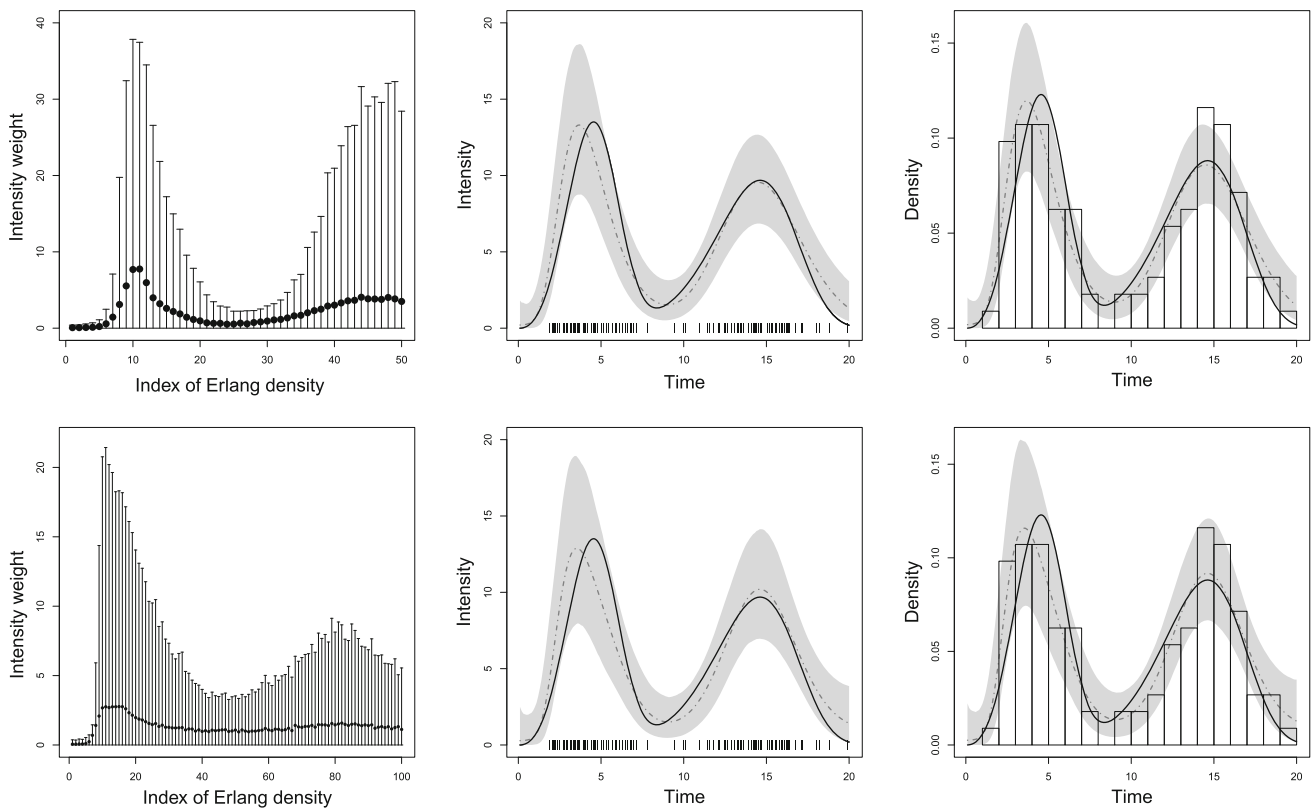 40
30
20
10
0
Intensity weight
0 10 20 30 40 50
Index of Erlang density
20
15
10
5
0
Intensity
0 5 10 15 20
Time
0.15
0.10
0.05
0.00
Density
0 5 10 15 20
Time
20
15
10
5
0
Intensity weight
0 20 40 60 80 100
Index of Erlang density
20
15
10
5
0
Intensity
0 5 10 15 20
Time
0.15
0.10
0.05
0.00
Density
0 5 10 15 20
Time